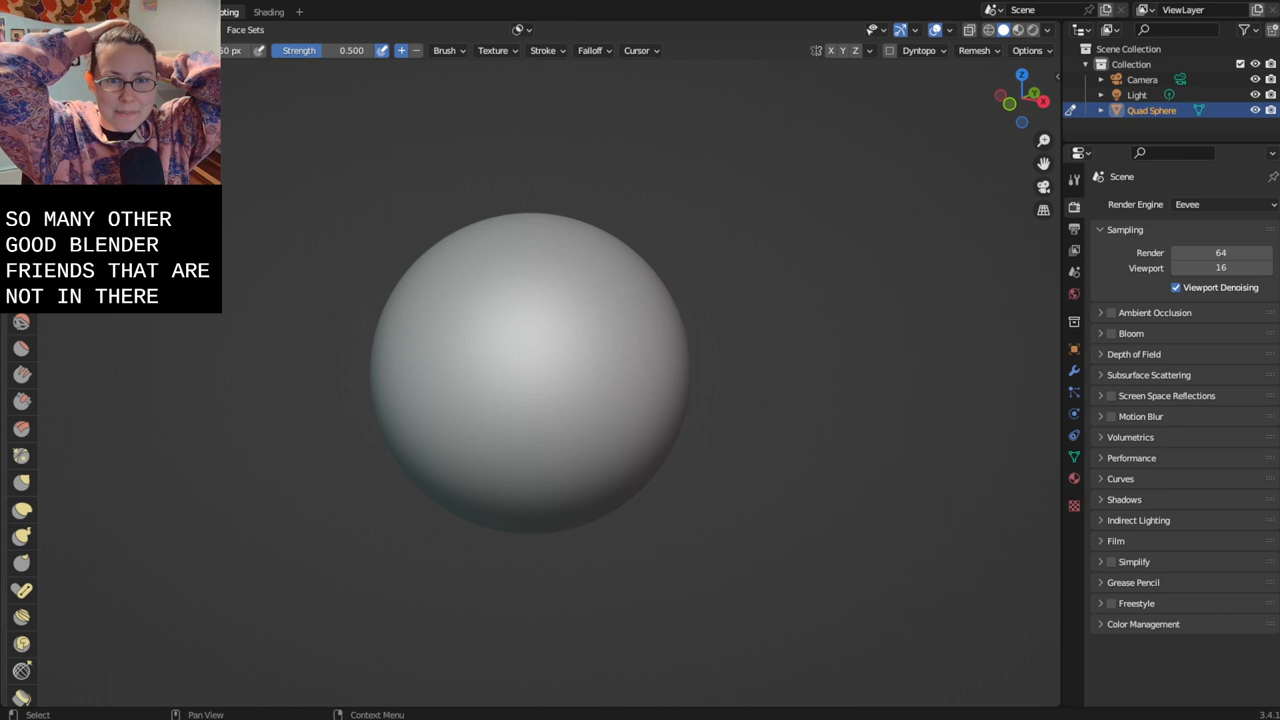 Shading
+
Scene
ViewLayer
Face Sets
px
Strength
0.500
Brush
Texture
Stroke
Falloff
Cursor
X Y Z
Dyntopo
Remesh
Options
Scene Collection
Collection
Camera
Light
Quad Sphere
Z
Y
X
SO MANY OTHER
GOOD BLENDER
FRIENDS THAT ARE
NOT IN THERE
Scene
Render Engine
Eevee
Sampling
Render
64
Viewport
16
Viewport Denoising
Ambient Occlusion
Bloom
Depth of Field
Subsurface Scattering
Screen Space Reflections
Motion Blur
Volumetrics
Performance
Curves
Shadows
Indirect Lighting
Film
Simplify
Grease Pencil
Freestyle
Color Management
Select
Pan View
Context Menu
3.4.1